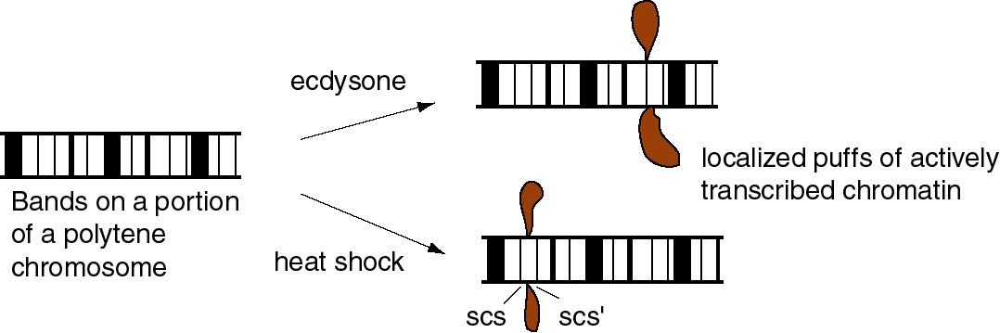 ecdysone
Bands on a portion
of a polytene
chromosome
localized puffs of actively
transcribed chromatin
heat shock
scs
scs'